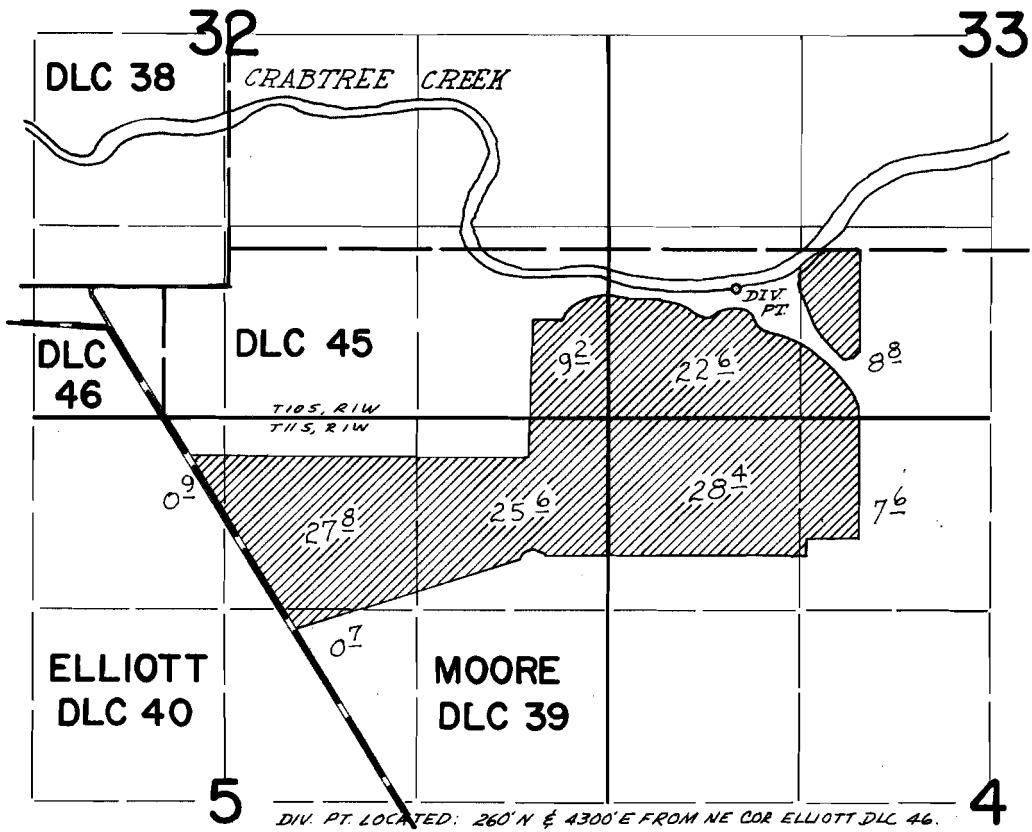 32
33
DLC 38
CRABTREE CREEK
DIV.
PT.
DLC
46
DLC 45
9 2
22 6
8 8
T10S, R1W
T11S, R1W
0 9
27 8
25 6
28 4
7 6
0 7
ELLIOTT
DLC 40
MOORE
DLC 39
5
4
DIV. PT. LOCATED: 260' N & 4300' E FROM NE COR ELLIOTT DLC 46.